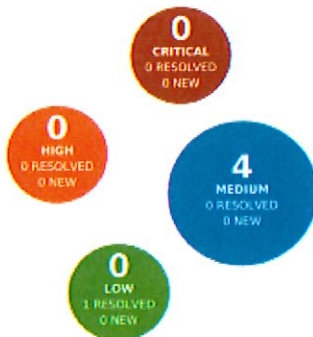 0
CRITICAL
0 RESOLVED
0 NEW
0
HIGH
0 RESOLVED
0 NEW
4
MEDIUM
0 RESOLVED
0 NEW
0
LOW
1 RESOLVED
0 NEW